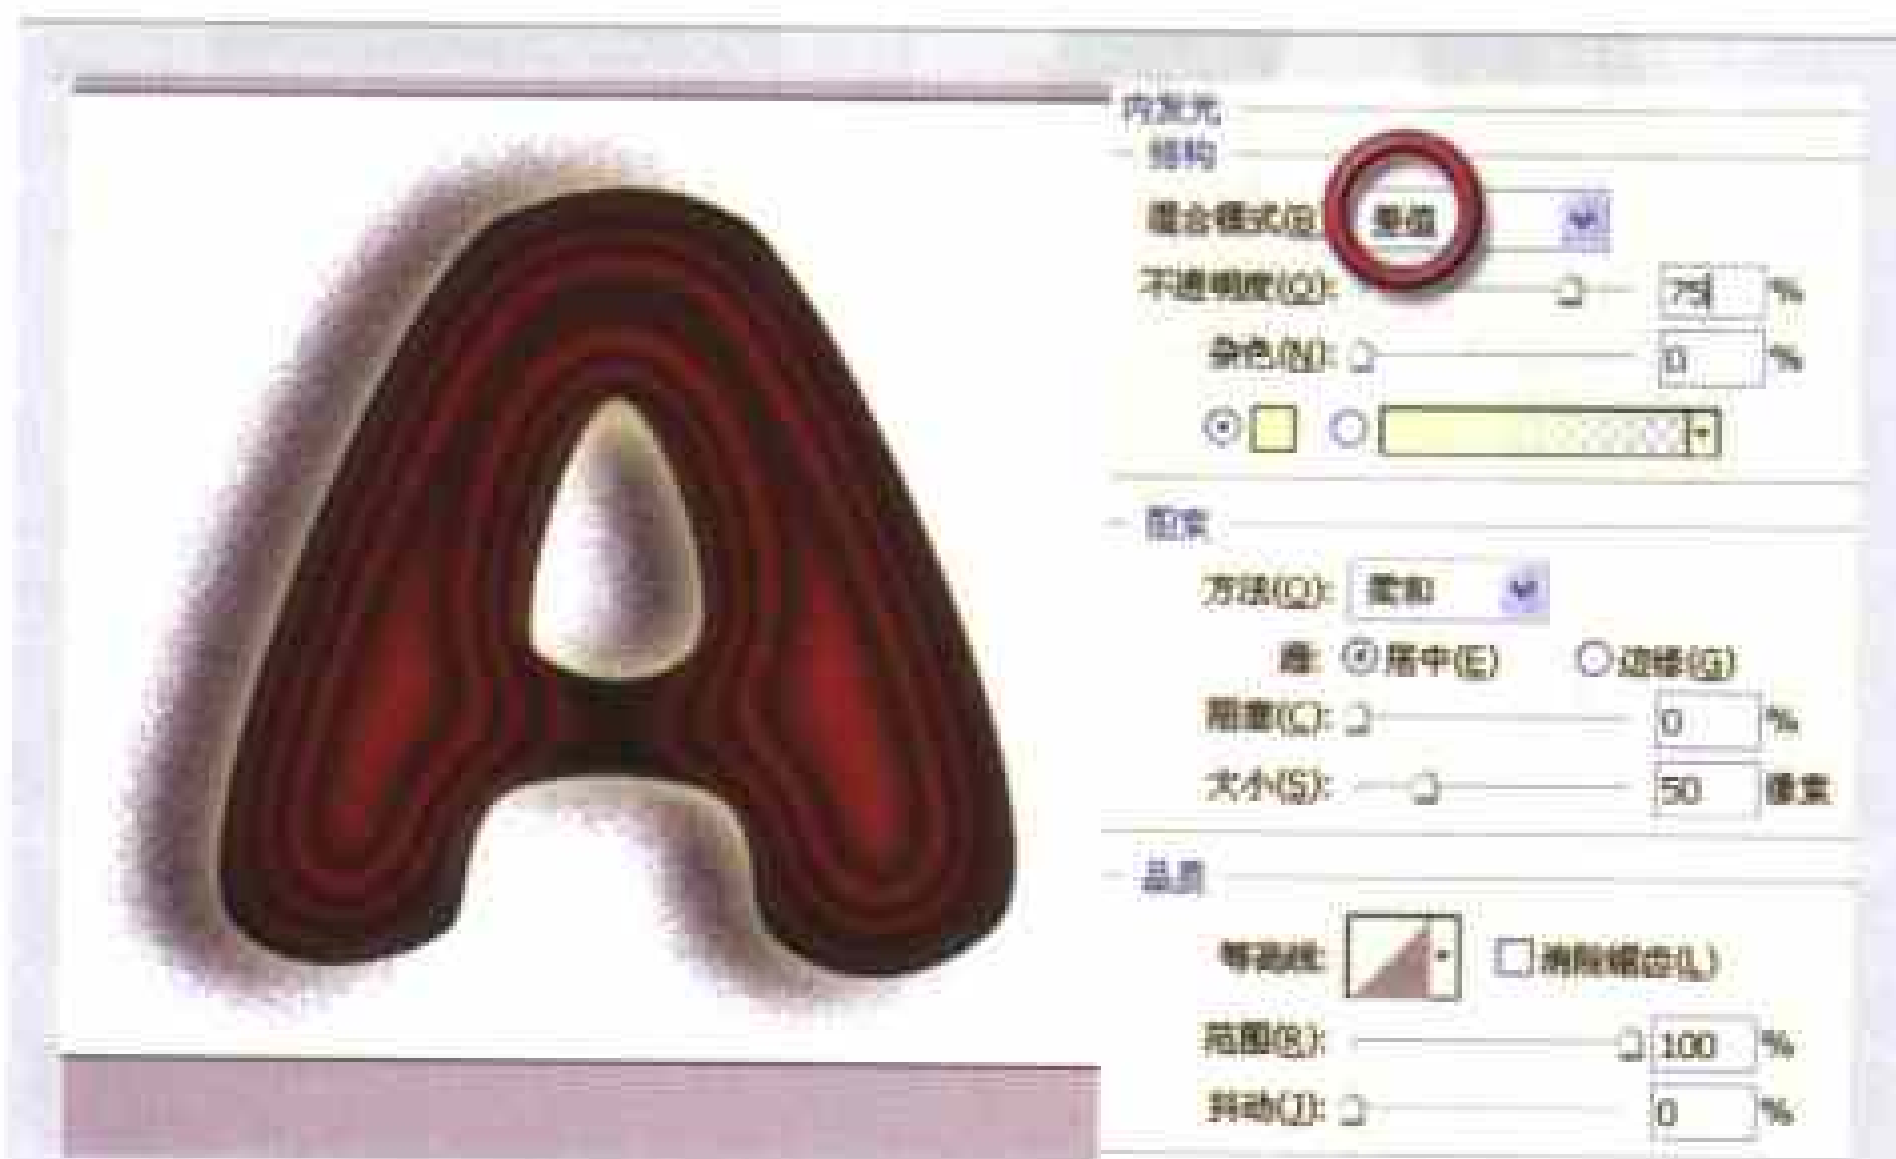 内发光
结构
混合模式(B) 差值
不透明度(O): 75 %
杂色(N): 0 %
图素
方法(Q): 柔和
源: 居中(E) 边缘(G)
阻塞(C): 0 %
大小(S): 50 像素
品质
等高线: 消除锯齿(L)
范围(R): 100 %
抖动(J): 0 %